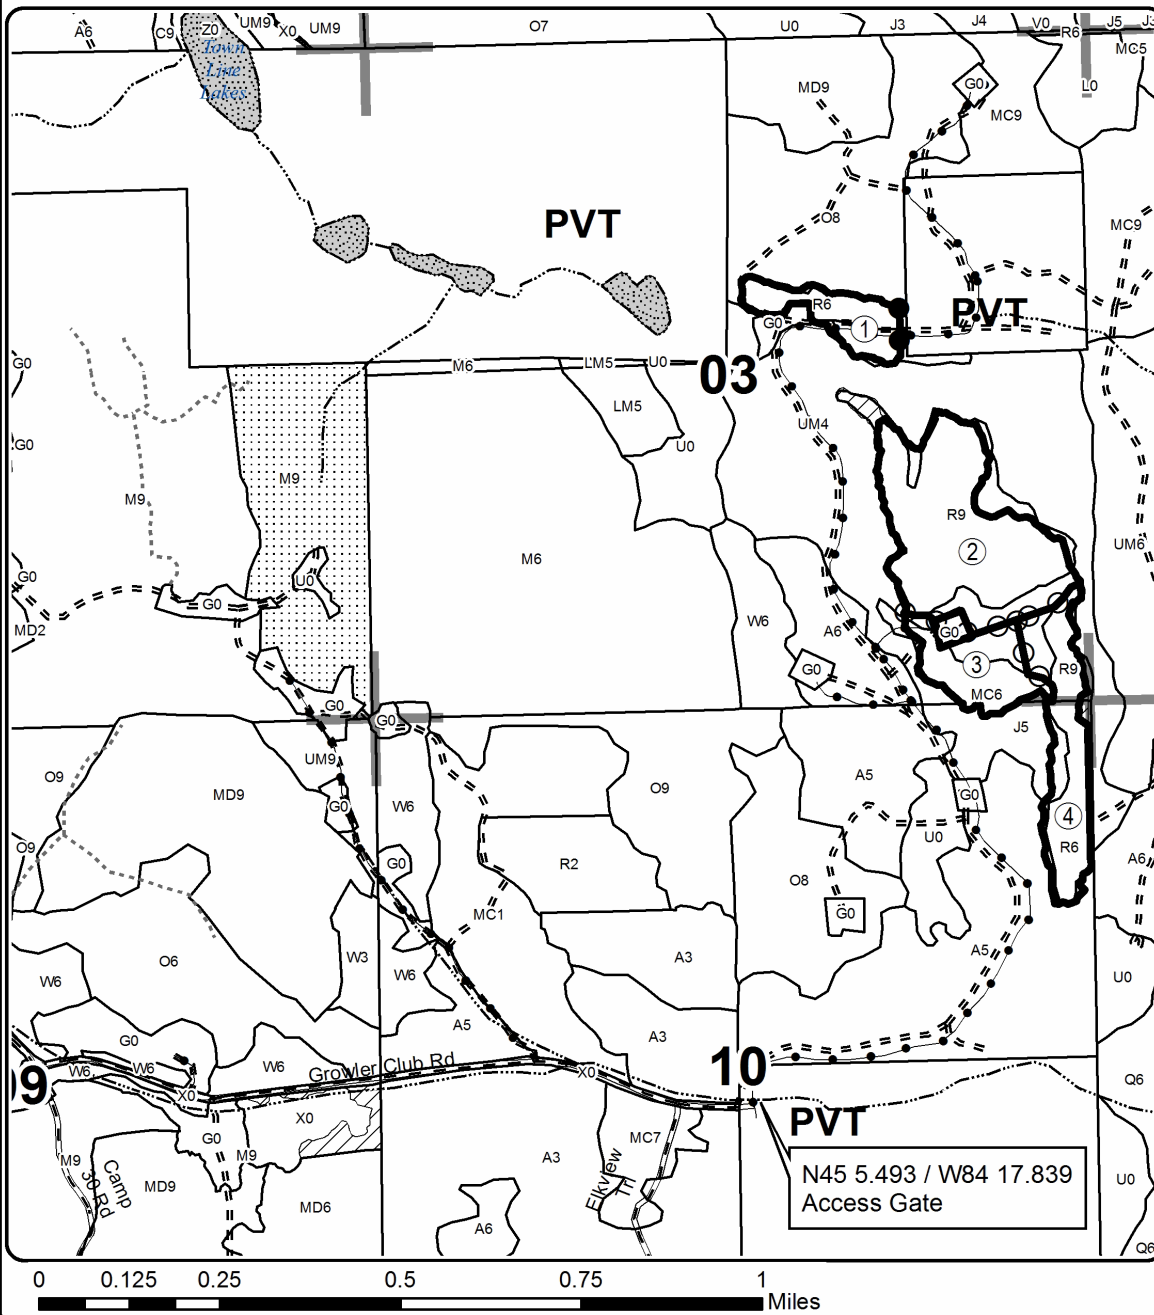 A6
C9
Z0
UM9
X0
UM9
O7
U0
J3
J4
V0
R6
J5
J3
MC5
Town
Line
Lakes
MD9
G0
L0
MC9
PVT
O8
MC9
R6
G0
1
PVT
G0
M6
LM5
U0
03
LM5
UM4
G0
U0
M9
M9
R9
M6
2
UM6
G0
U0
G0
MD2
W6
A6
G0
3
R9
G0
MC6
G0
G0
J5
UM9
O9
MD9
G0
W6
O9
A5
G0
4
U0
R6
O9
G0
R2
O8
A6
MC1
G0
W3
O6
W6
A3
A5
W6
U0
A5
G0
A3
W6
W6
W6
Growler Club Rd
X0
10
09
X0
X0
Q6
PVT
G0
MC7
M9
M9
A3
Camp
30 Rd
Elkview
Trl
MD9
MD6
A6
U0
N45 5.493 / W84 17.839
Access Gate
Q6
0 0.125 0.25 0.5 0.75 1
Miles